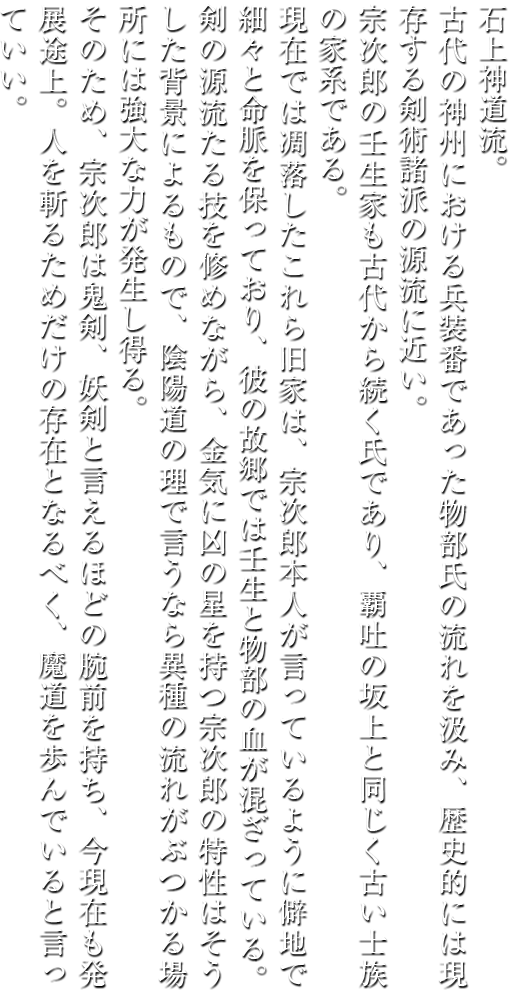 石上神道流。
古代の神州における兵装番であった物部氏の流れを汲み、歴史的には現
存する剣術諸派の源流に近い。
宗次郎の壬生家も古代から続く氏であり、覇吐の坂上と同じく古い士族
の家系である。
現在では凋落したこれら旧家は、宗次郎本人が言っているように僻地で
細々と命脈を保っており、彼の故郷では壬生と物部の血が混ざっている。
剣の源流たる技を修めながら、金気に凶の星を持つ宗次郎の特性はそう
した背景によるもので、陰陽道の理で言うなら異種の流れがぶつかる場
所には強大な力が発生し得る。
そのため、宗次郎は鬼剣、妖剣と言えるほどの腕前を持ち、今現在も発
展途上。人を斬るためだけの存在となるべく、魔道を歩んでいると言っ
ていい。